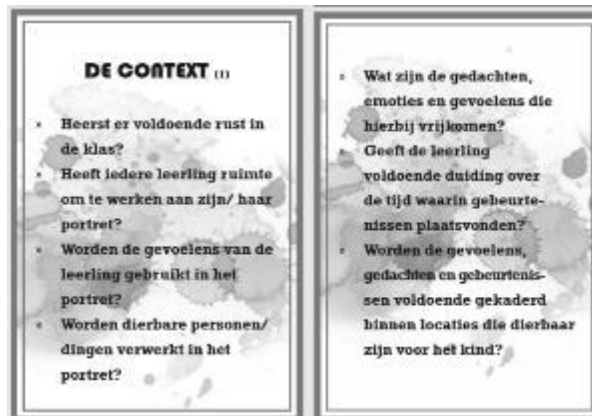 DE CONTEXT (1)
Heerst er voldoende rust in
de klas?
Heeft iedere leerling ruimte
om te werken aan zijn/ haar
portret?
Worden de gevoelens van de
leerling gebruikt in het
portret?
Worden dierbare personen/
dingen verwerkt in het
portret?
Wat zijn de gedachten,
emoties en gevoelens die
hierbij vrijkomen?
Geeft de leerling
voldoende duiding over
de tijd waarin gebeurte-
nissen plaatsvonden?
Worden de gevoelens,
gedachten en gebeurtenis-
sen voldoende gekaderd
binnen locaties die dierbaar
zijn voor het kind?